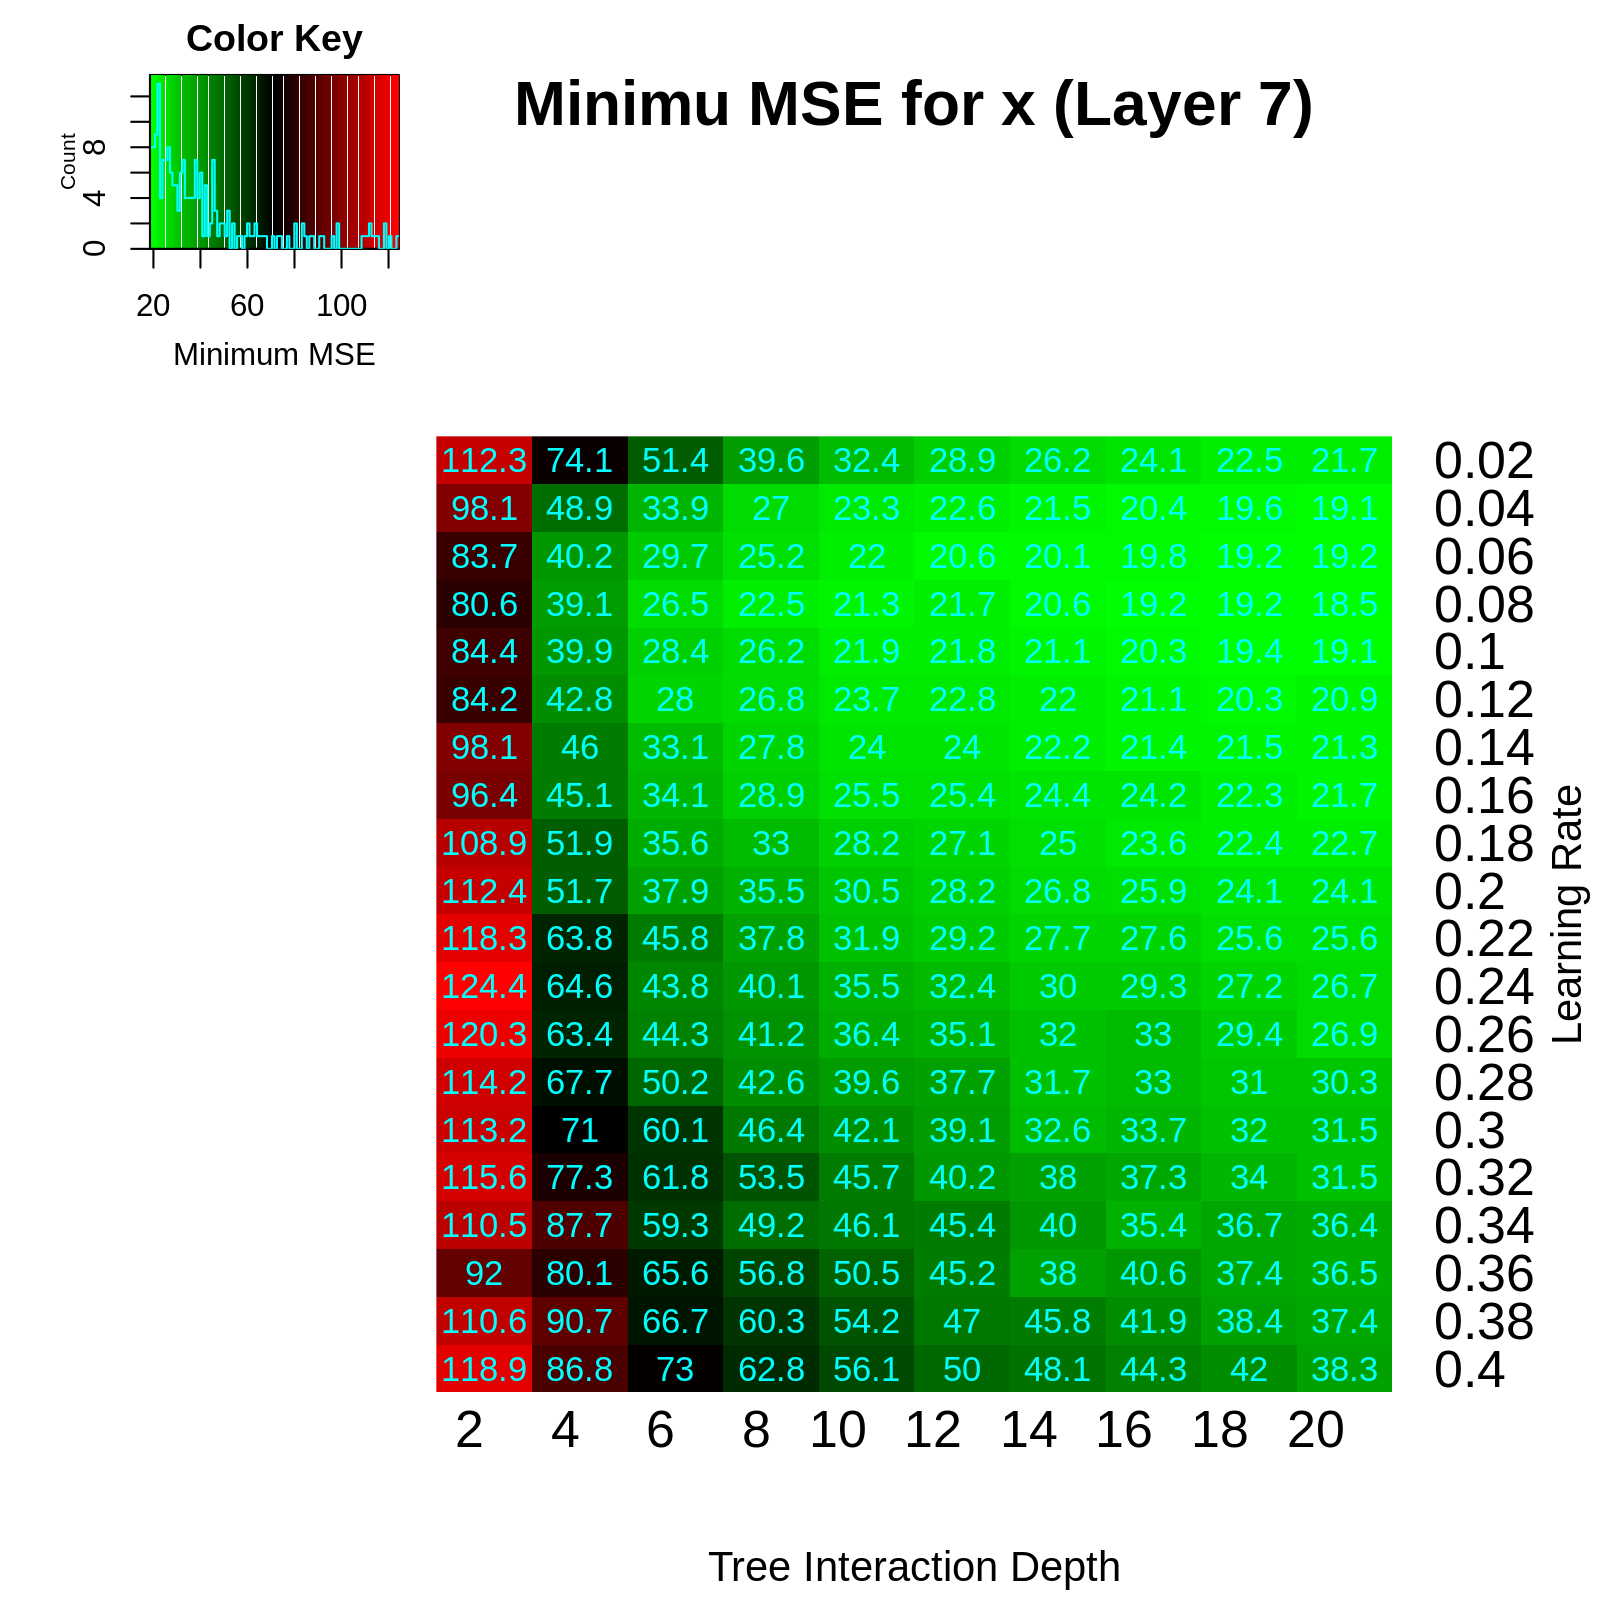 Color Key
Minimu MSE for x (Layer 7)
Count
0 4 8
20 60 100
Minimum MSE
112.3 74.1 51.4 39.6 32.4 28.9 26.2 24.1 22.5 21.7 0.02
98.1 48.9 33.9 27 23.3 22.6 21.5 20.4 19.6 19.1 0.04
83.7 40.2 29.7 25.2 22 20.6 20.1 19.8 19.2 19.2 0.06
80.6 39.1 26.5 22.5 21.3 21.7 20.6 19.2 19.2 18.5 0.08
84.4 39.9 28.4 26.2 21.9 21.8 21.1 20.3 19.4 19.1 0.1
84.2 42.8 28 26.8 23.7 22.8 22 21.1 20.3 20.9 0.12
98.1 46 33.1 27.8 24 24 22.2 21.4 21.5 21.3 0.14
96.4 45.1 34.1 28.9 25.5 25.4 24.4 24.2 22.3 21.7 0.16
108.9 51.9 35.6 33 28.2 27.1 25 23.6 22.4 22.7 0.18
112.4 51.7 37.9 35.5 30.5 28.2 26.8 25.9 24.1 24.1 0.2
118.3 63.8 45.8 37.8 31.9 29.2 27.7 27.6 25.6 25.6 0.22
124.4 64.6 43.8 40.1 35.5 32.4 30 29.3 27.2 26.7 0.24
120.3 63.4 44.3 41.2 36.4 35.1 32 33 29.4 26.9 0.26
114.2 67.7 50.2 42.6 39.6 37.7 31.7 33 31 30.3 0.28
113.2 71 60.1 46.4 42.1 39.1 32.6 33.7 32 31.5 0.3
115.6 77.3 61.8 53.5 45.7 40.2 38 37.3 34 31.5 0.32
110.5 87.7 59.3 49.2 46.1 45.4 40 35.4 36.7 36.4 0.34
92 80.1 65.6 56.8 50.5 45.2 38 40.6 37.4 36.5 0.36
110.6 90.7 66.7 60.3 54.2 47 45.8 41.9 38.4 37.4 0.38
118.9 86.8 73 62.8 56.1 50 48.1 44.3 42 38.3 0.4
Learning Rate
2 4 6 8 10 12 14 16 18 20
Tree Interaction Depth